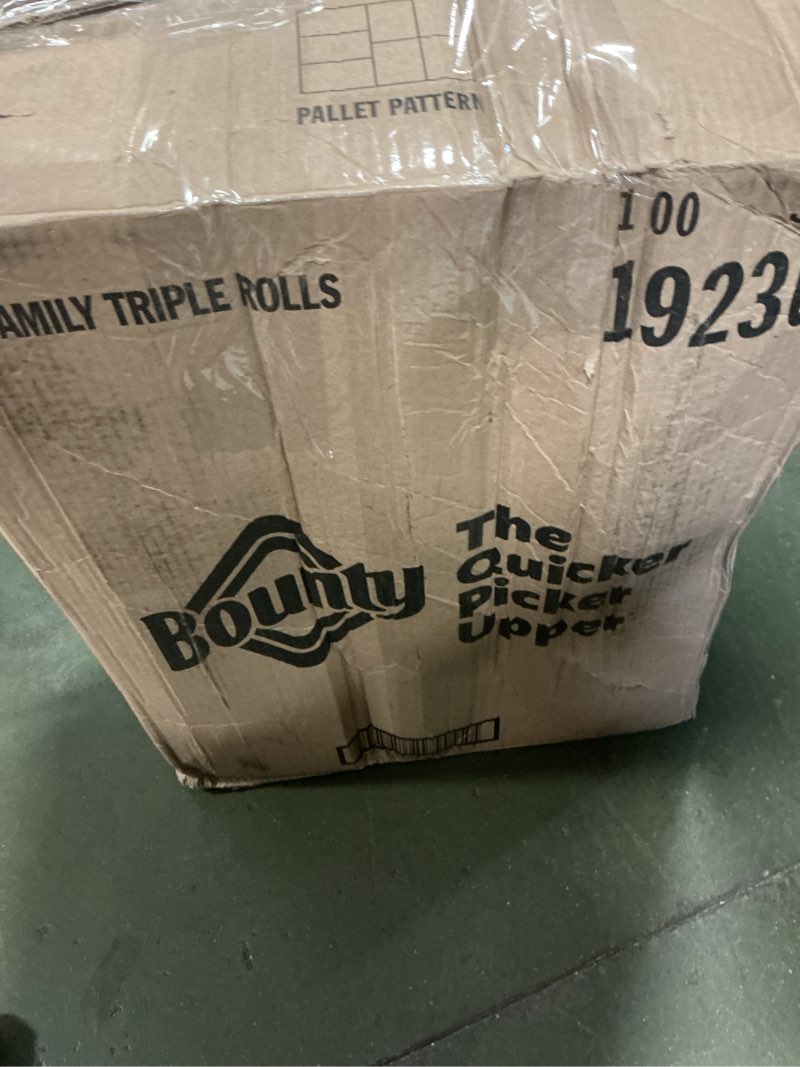 PALLET PATTERN
100
AMILY TRIPLE ROLLS
1923
Bounty
The
Quicker
Picker
Upper